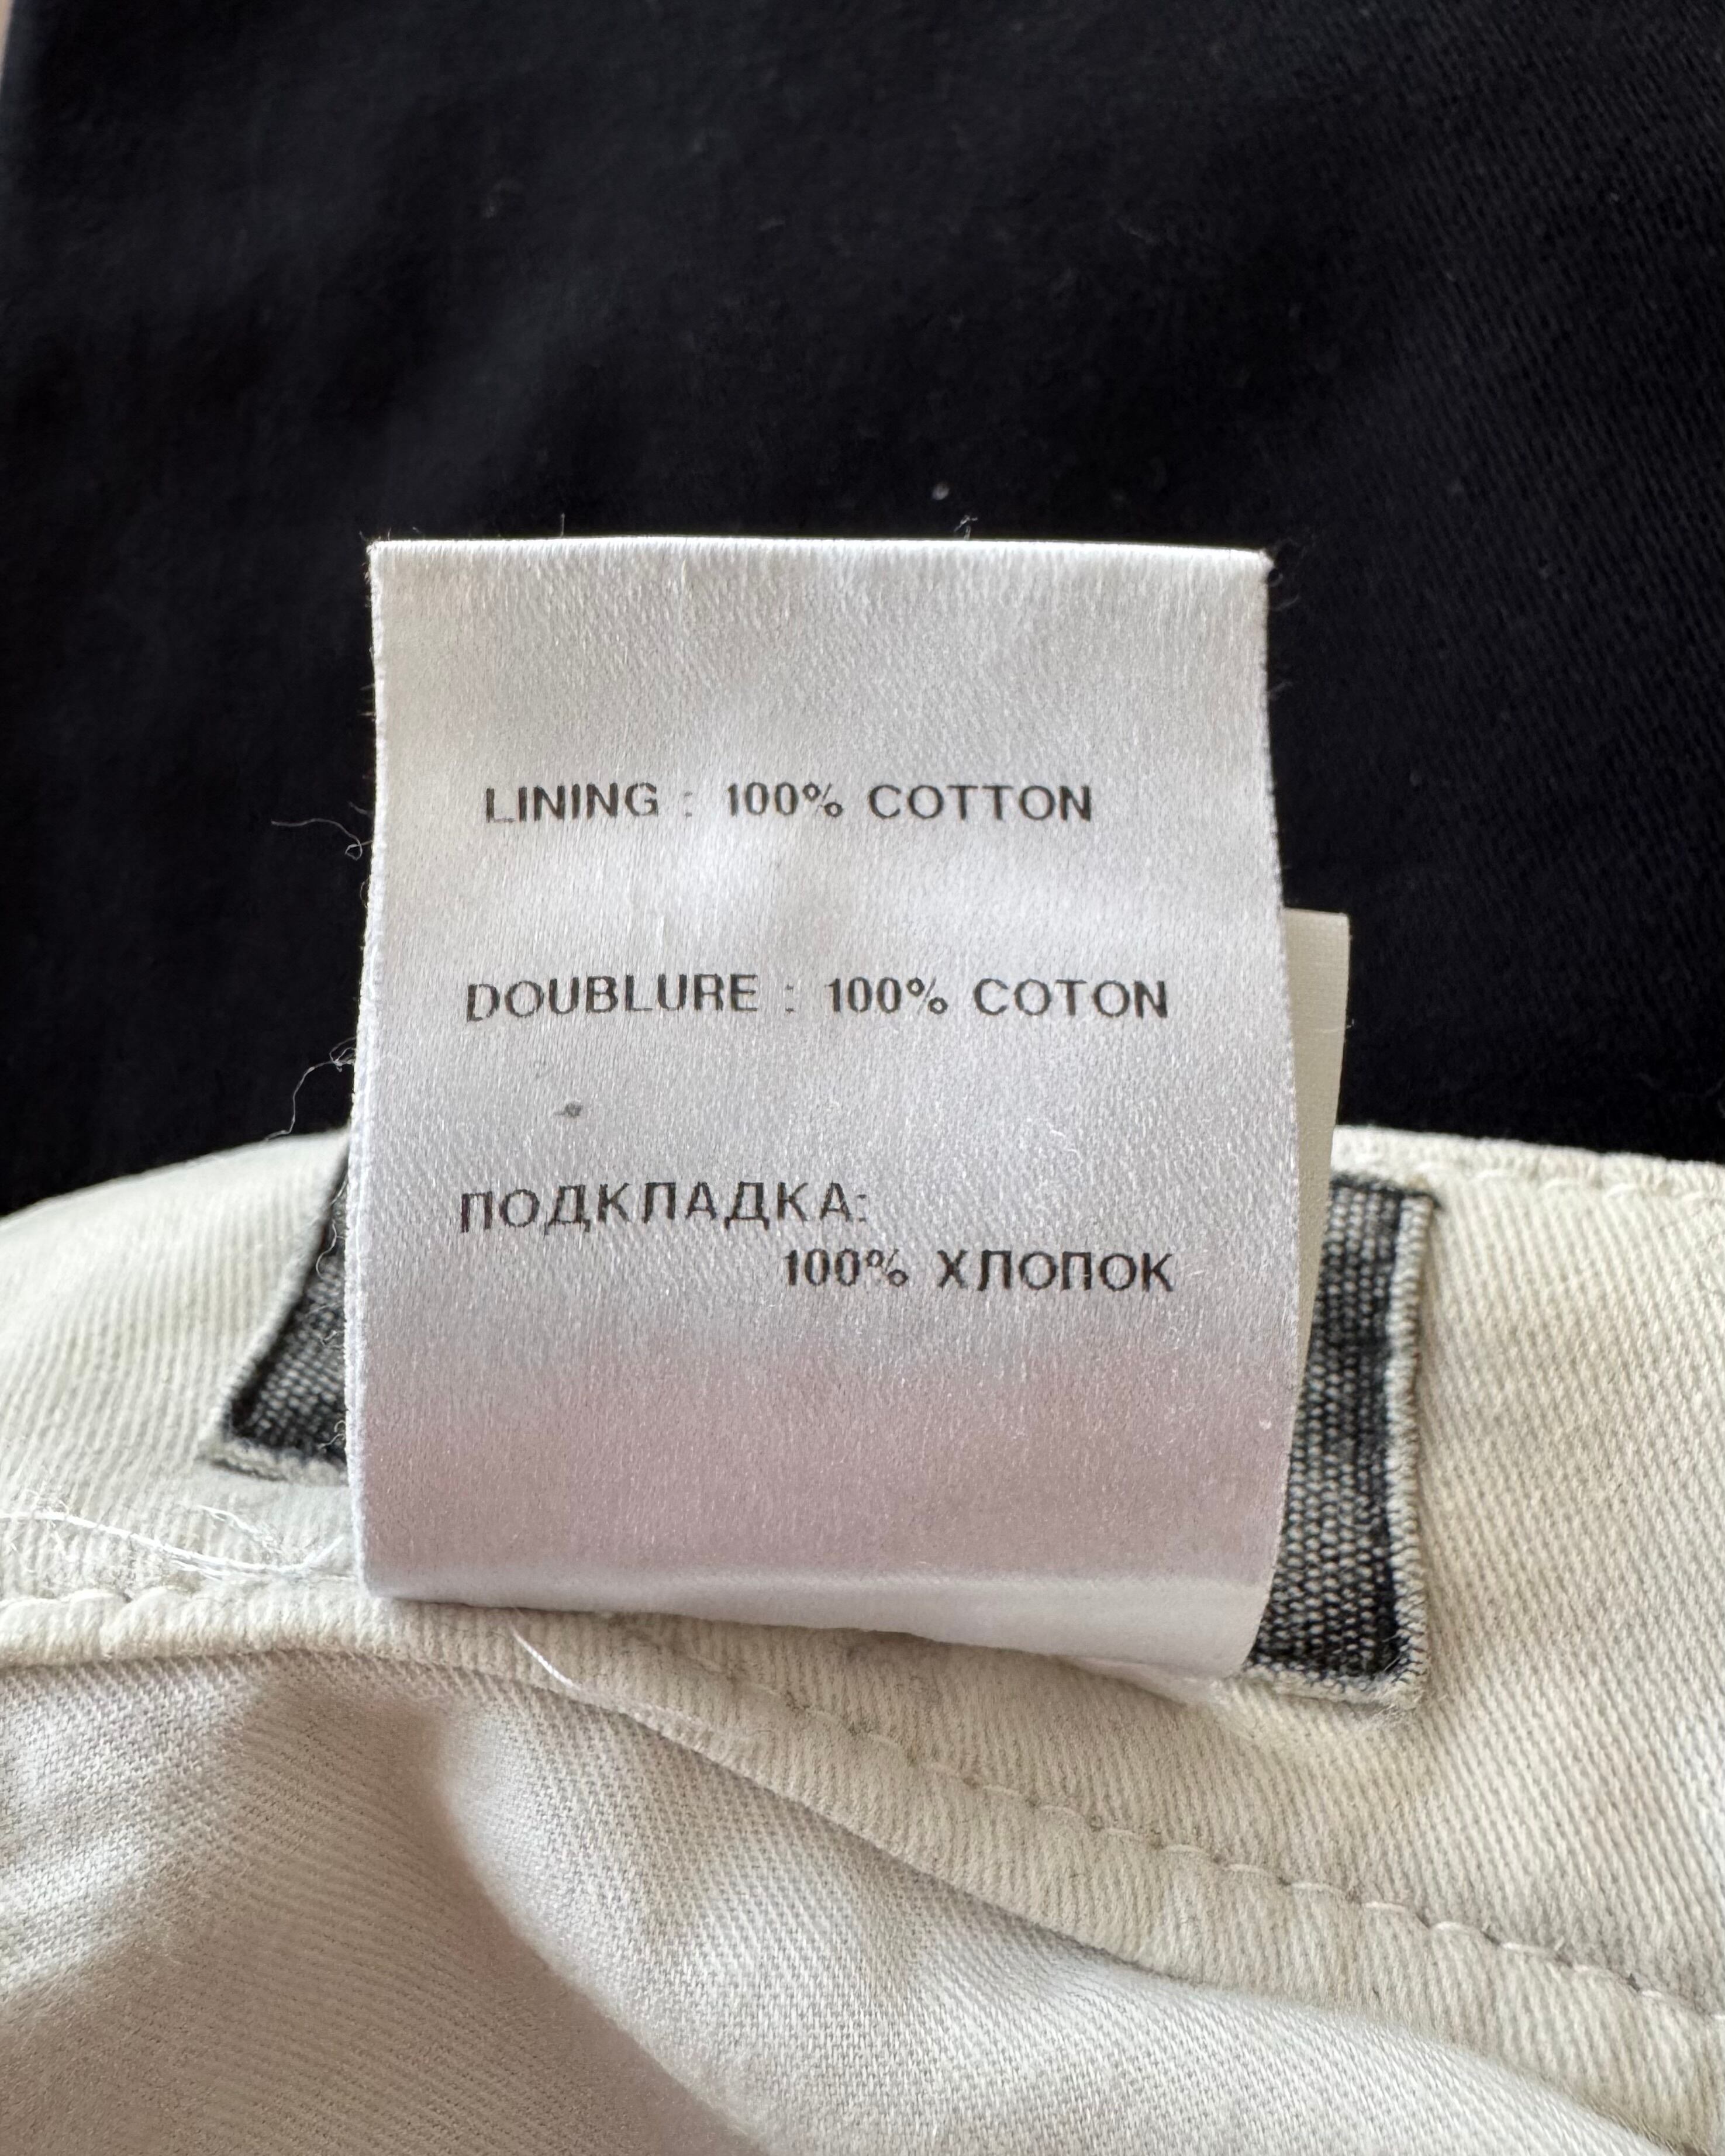 LINING : 100% COTTON
DOUBLURE : 100% COTON
ПОДКЛАДКА:
100% ХЛОПОК